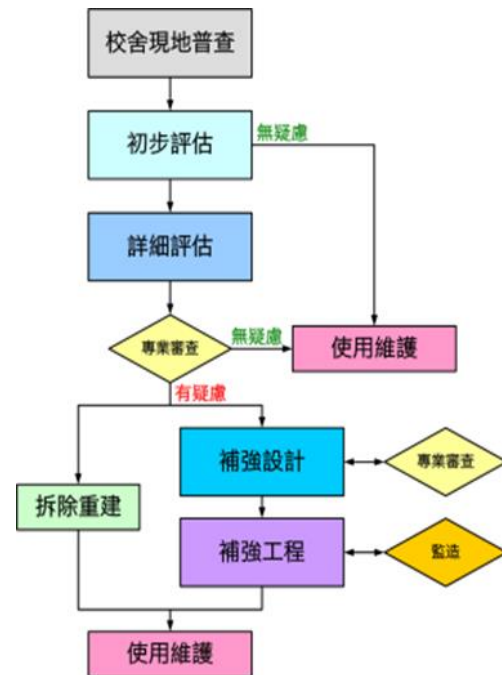 校舍現地普查
初步評估
無疑慮
詳細評估
專業審查
無疑慮
使用維護
有疑慮
補強設計
專業審查
拆除重建
補強工程
監造
使用維護